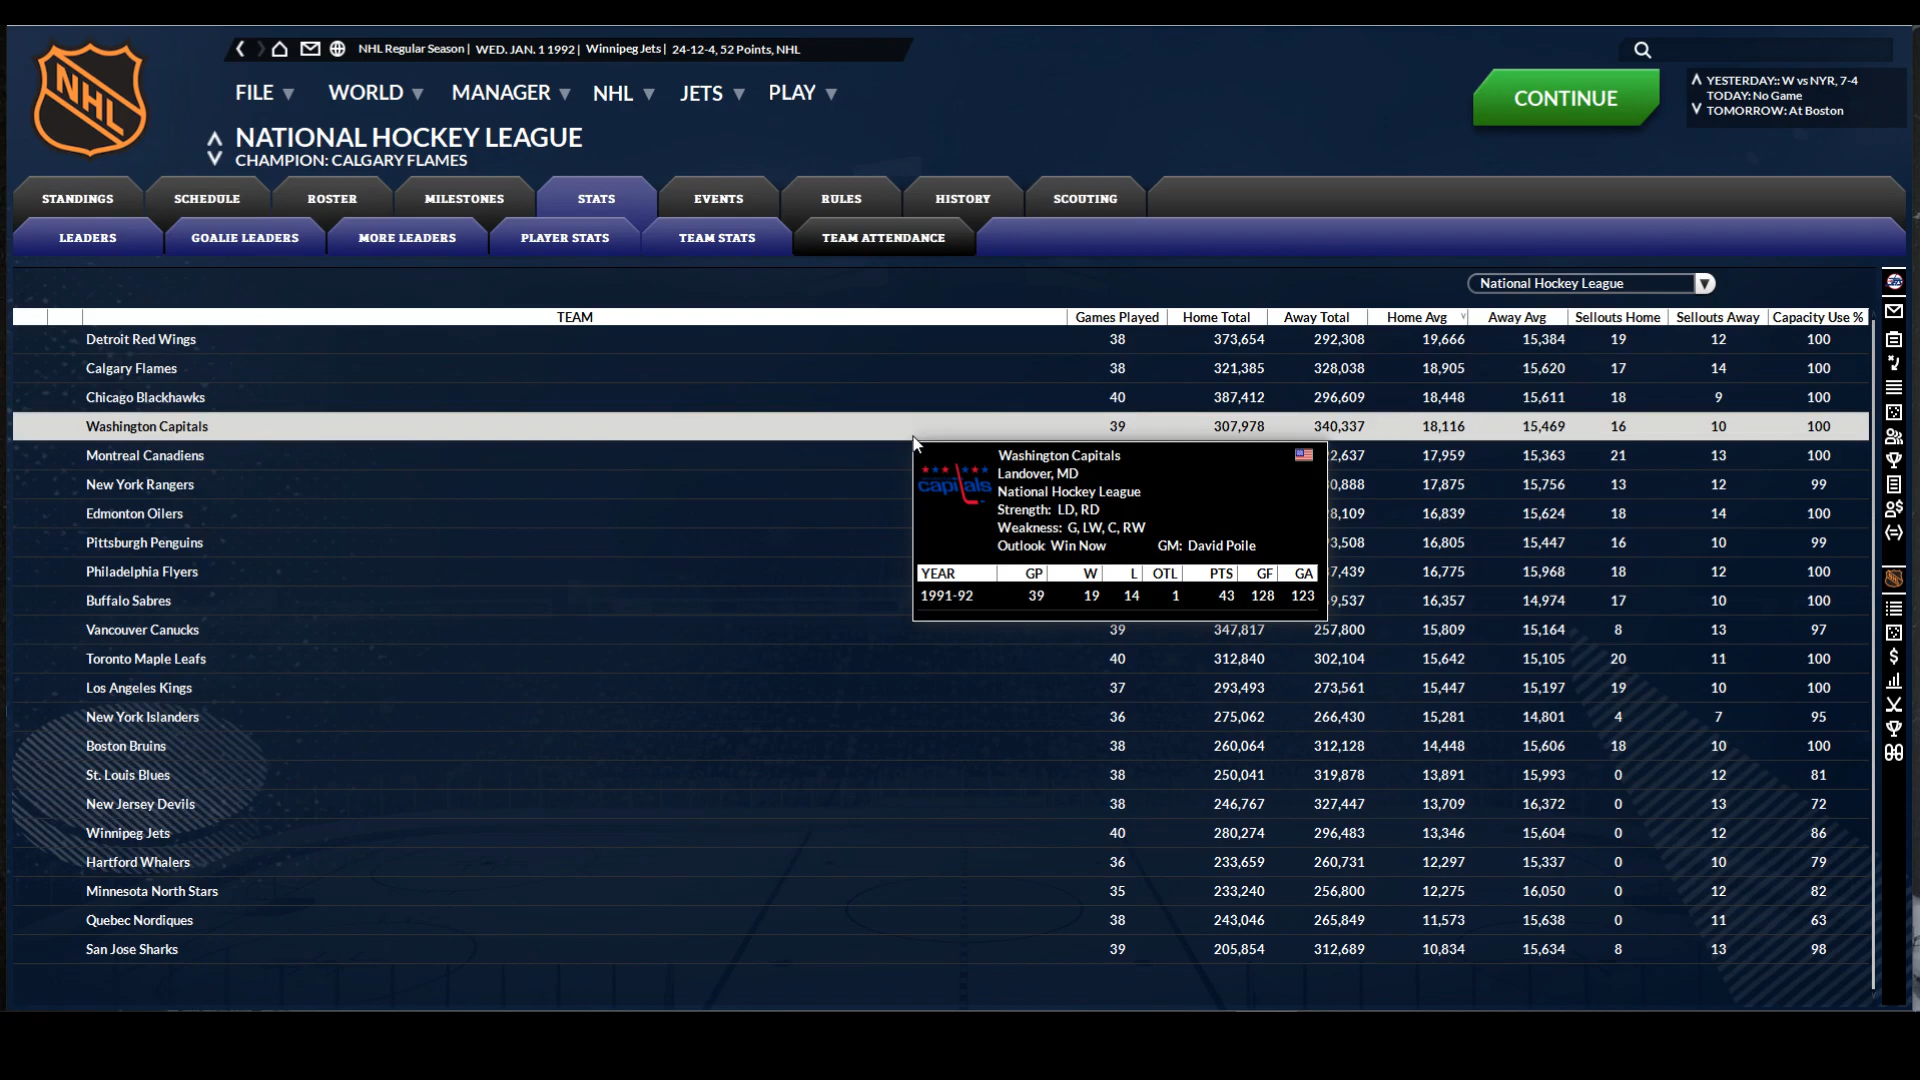 NHL Regular Season | WED. JAN. 1 1992 | Winnipeg Jets | 24-12-4, 52 Points, NHL
NHL
FILE WORLD MANAGER NHL JETS PLAY
CONTINUE
YESTERDAY:: W vs NYR, 7-4
TODAY: No Game
TOMORROW: At Boston
NATIONAL HOCKEY LEAGUE
CHAMPION: CALGARY FLAMES
STANDINGS SCHEDULE ROSTER MILESTONES STATS EVENTS RULES HISTORY SCOUTING
LEADERS GOALIE LEADERS MORE LEADERS PLAYER STATS TEAM STATS TEAM ATTENDANCE
National Hockey League
TEAM Games Played Home Total Away Total Home Avg Away Avg Sellouts Home Sellouts Away Capacity Use %
Detroit Red Wings 38 373,654 292,308 19,666 15,384 19 12 100
Calgary Flames 38 321,385 328,038 18,905 15,620 17 14 100
Chicago Blackhawks 40 387,412 296,609 18,448 15,611 18 9 100
Washington Capitals 39 307,978 340,337 18,116 15,469 16 10 100
Montreal Canadiens 2,637 17,959 15,363 21 13 100
New York Rangers 0,888 17,875 15,756 13 12 99
Edmonton Oilers 8,109 16,839 15,624 18 14 100
Pittsburgh Penguins 3,508 16,805 15,447 16 10 99
Philadelphia Flyers 7,439 16,775 15,968 18 12 100
Buffalo Sabres 9,537 16,357 14,974 17 10 100
Vancouver Canucks 39 347,817 257,800 15,809 15,164 8 13 97
Toronto Maple Leafs 40 312,840 302,104 15,642 15,105 20 11 100
Los Angeles Kings 37 293,493 273,561 15,447 15,197 19 10 100
New York Islanders 36 275,062 266,430 15,281 14,801 4 7 95
Boston Bruins 38 260,064 312,128 14,448 15,606 18 10 100
St. Louis Blues 38 250,041 319,878 13,891 15,993 0 12 81
New Jersey Devils 38 246,767 327,447 13,709 16,372 0 13 72
Winnipeg Jets 40 280,274 296,483 13,346 15,604 0 12 86
Hartford Whalers 36 233,659 260,731 12,297 15,337 0 10 79
Minnesota North Stars 35 233,240 256,800 12,275 16,050 0 12 82
Quebec Nordiques 38 243,046 265,849 11,573 15,638 0 11 63
San Jose Sharks 39 205,854 312,689 10,834 15,634 8 13 98
capitals
Washington Capitals
Landover, MD
National Hockey League
Strength: LD, RD
Weakness: G, LW, C, RW
Outlook Win Now GM: David Poile
YEAR GP W L OTL PTS GF GA
1991-92 39 19 14 1 43 128 123